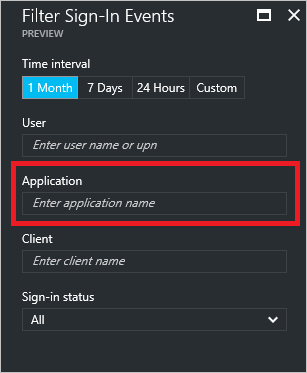 Filter Sign-In Events
PREVIEW
Time interval
1 Month 7 Days 24 Hours Custom
User
Enter user name or upn
Application
Enter application name
Client
Enter client name
Sign-in status
All